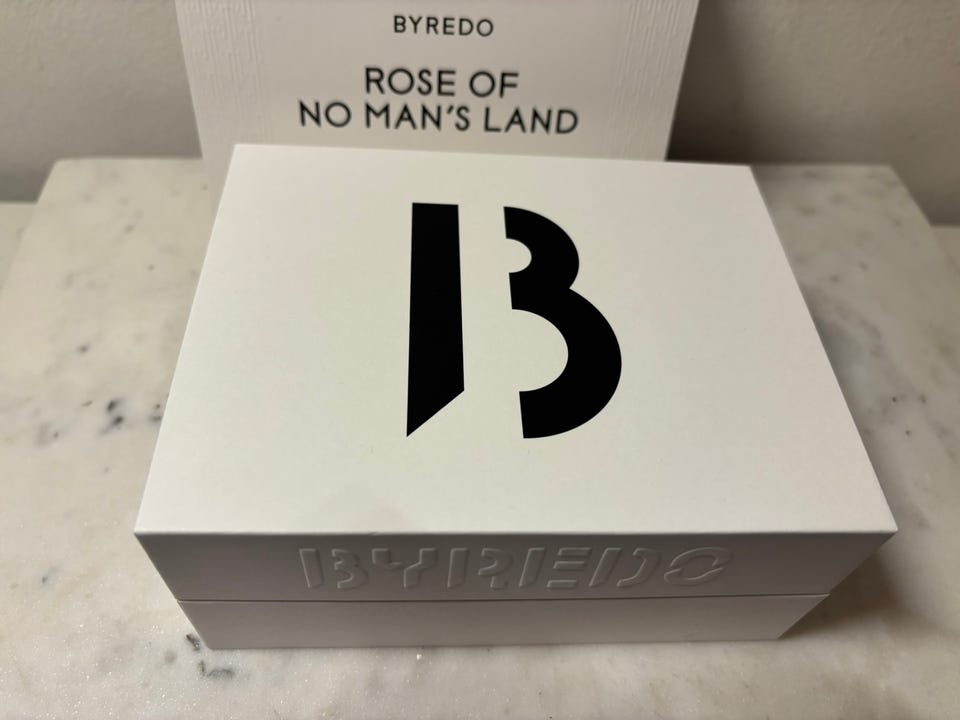 BYREDO
ROSE OF
NO MAN'S LAND
B
BYREDO